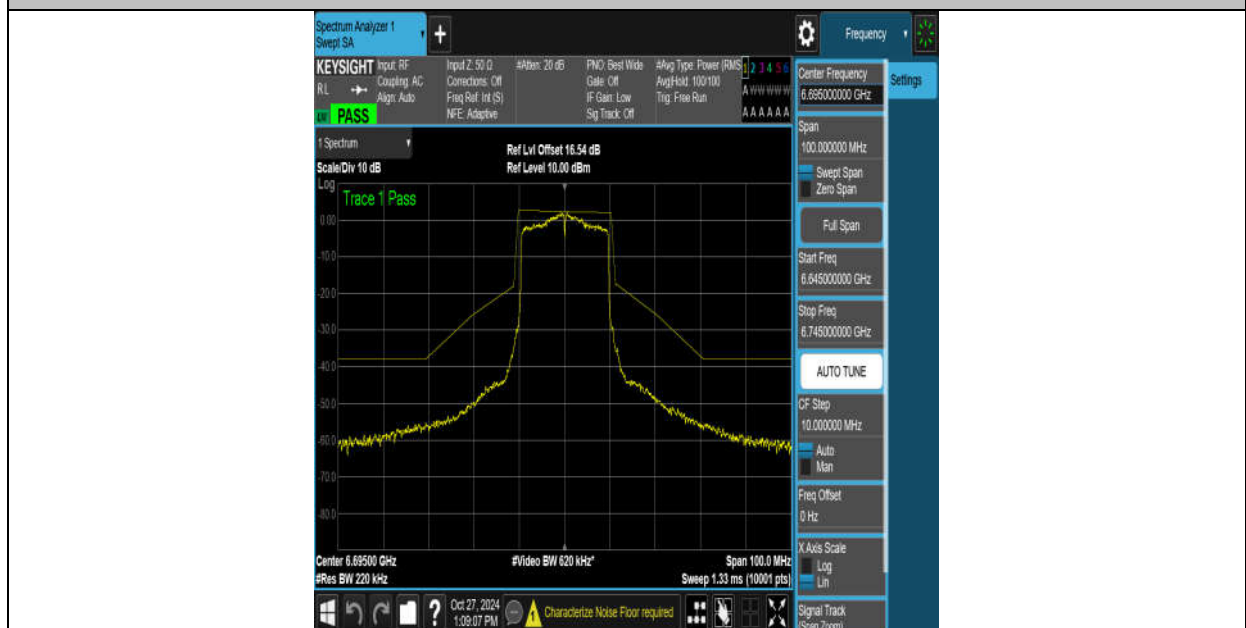 Spectrum Analyzer 1
Swept SA
+
Frequency
KEYSIGHT
RL
PASS
Input: RF
Coupling: AC
Align: Auto
Input Z: 50 Ω
Corrections: Off
Freq Ref: Int (S)
NFE: Adaptive
#Atten: 20 dB
PNO: Best Wide
Gate: Off
IF Gain: Low
Sig Track: Off
#Avg Type: Power (RMS
Avg|Hold: 100/100
Trig: Free Run
1 2 3 4 5 6
A W W W W W
A A A A A A
1 Spectrum
Scale/Div 10 dB
Ref Lvl Offset 16.54 dB
Ref Level 10.00 dBm
Log
Trace 1 Pass
0.00
-10.0
-20.0
-30.0
-40.0
-50.0
-60.0
-70.0
-80.0
Center 6.69500 GHz
#Res BW 220 kHz
#Video BW 620 kHz*
Span 100.0 MHz
Sweep 1.33 ms (10001 pts)
Center Frequency
6.695000000 GHz
Settings
Span
100.000000 MHz
Swept Span
Zero Span
Full Span
Start Freq
6.645000000 GHz
Stop Freq
6.745000000 GHz
AUTO TUNE
CF Step
10.000000 MHz
Auto
Man
Freq Offset
0 Hz
X Axis Scale
Log
Lin
Signal Track
(Span Zoom)
?
Oct 27, 2024
1:09:07 PM
Characterize Noise Floor required